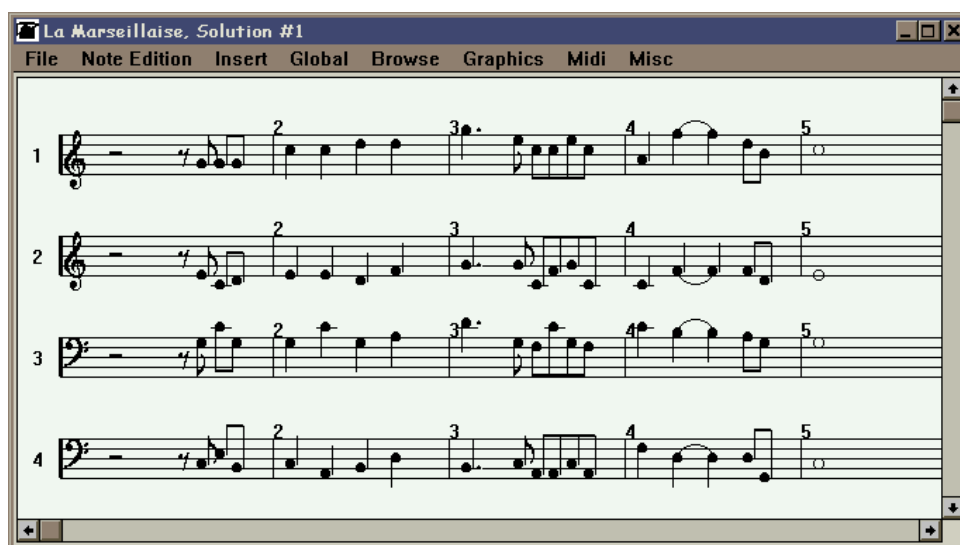 La Marseillaise, Solution #1
File Note Edition Insert Global Browse Graphics Midi Misc
1 2 3 4 5
2 2 3 4 5
3 2 3 4 5
4 2 3 4 5